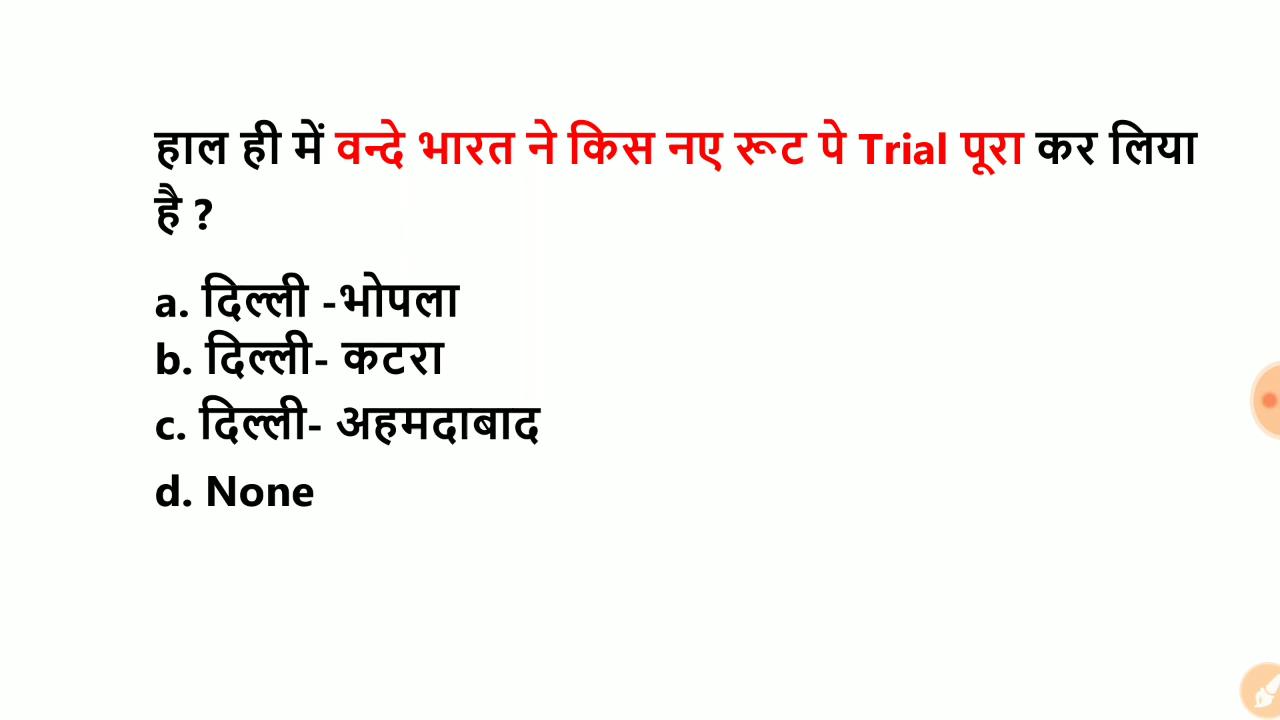 हाल ही में वन्दे भारत ने किस नए रूट पे Trial पूरा कर लिया
है ?
a. दिल्ली -भोपला
b. दिल्ली- कटरा
c. दिल्ली- अहमदाबाद
d. None